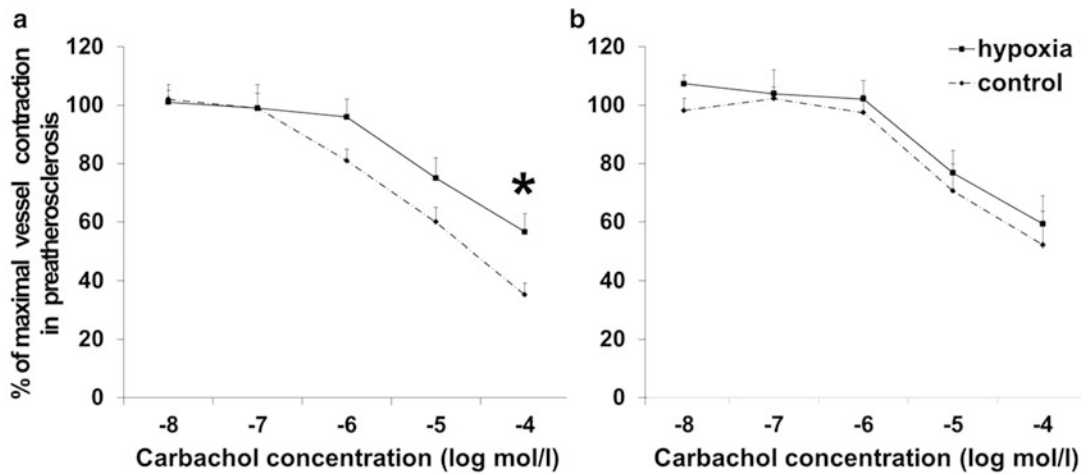 a
% of maximal vessel contraction
in preatherosclerosis
120
100
80
60
40
20
0
-8 -7 -6 -5 -4
Carbachol concentration (log mol/l)
*
b
120
100
80
60
40
20
0
-8 -7 -6 -5 -4
Carbachol concentration (log mol/l)
hypoxia
control